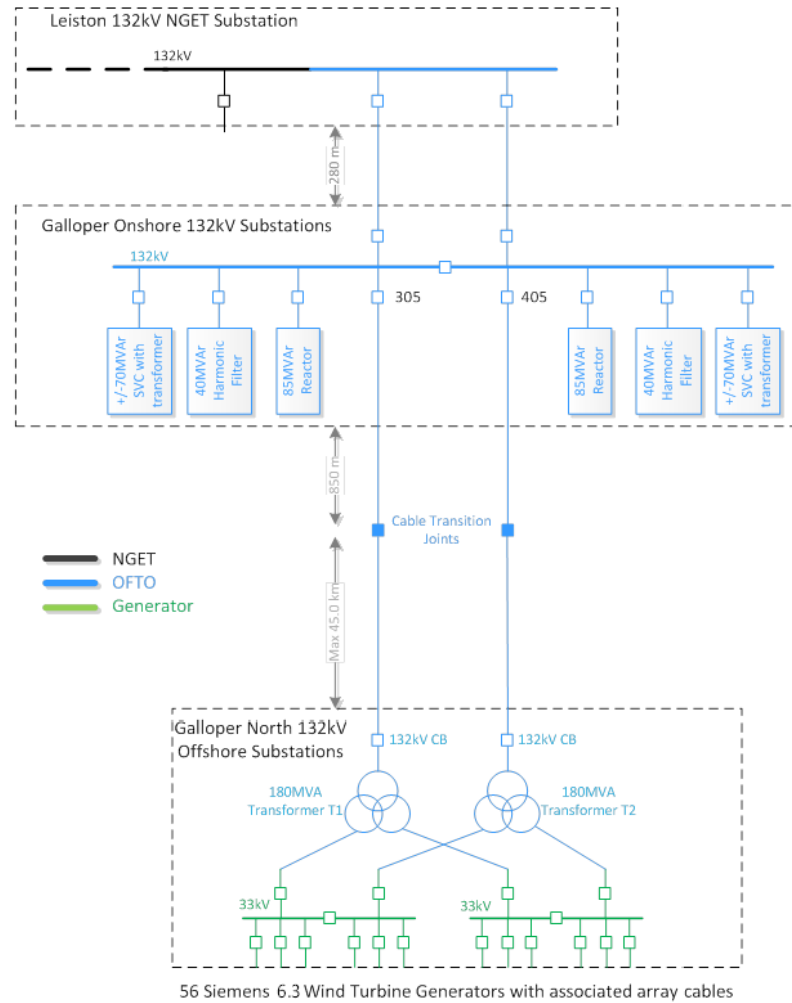 Leiston 132kV NGET Substation
132kV
280 m
Galloper Onshore 132kV Substations
132kV
305
405
+/-70MVAr
SVC with
transformer
40MVAr
Harmonic
Filter
85MVAr
Reactor
85MVAr
Reactor
40MVAr
Harmonic
Filter
+/-70MVAr
SVC with
transformer
850 m
Cable Transition
Joints
NGET
OFTO
Generator
Max 45.0 km
Galloper North 132kV
Offshore Substations
132kV CB
132kV CB
180MVA
Transformer T1
180MVA
Transformer T2
33kV
33kV
56 Siemens 6.3 Wind Turbine Generators with associated array cables